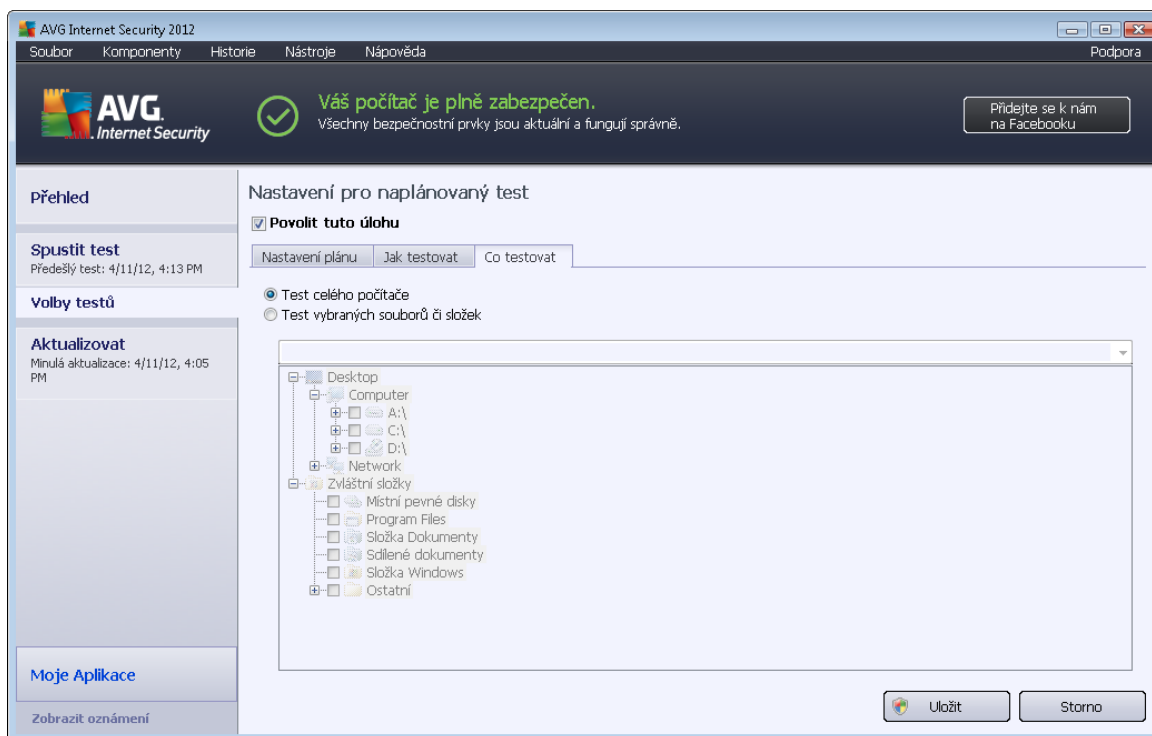 AVG Internet Security 2012
Soubor Komponenty Historie Nástroje Nápověda Podpora
AVG.
Internet Security
Váš počítač je plně zabezpečen.
Všechny bezpečnostní prvky jsou aktuální a fungují správně.
Přidejte se k nám
na Facebooku
Přehled
Spustit test
Předešlý test: 4/11/12, 4:13 PM
Volby testů
Aktualizovat
Minulá aktualizace: 4/11/12, 4:05
PM
Moje Aplikace
Zobrazit oznámení
Nastavení pro naplánovaný test
Povolit tuto úlohu
Nastavení plánu Jak testovat Co testovat
Test celého počítače
Test vybraných souborů či složek
Desktop
Computer
A:\
C:\
D:\
Network
Zvláštní složky
Místní pevné disky
Program Files
Složka Dokumenty
Sdílené dokumenty
Složka Windows
Ostatní
Uložit Storno